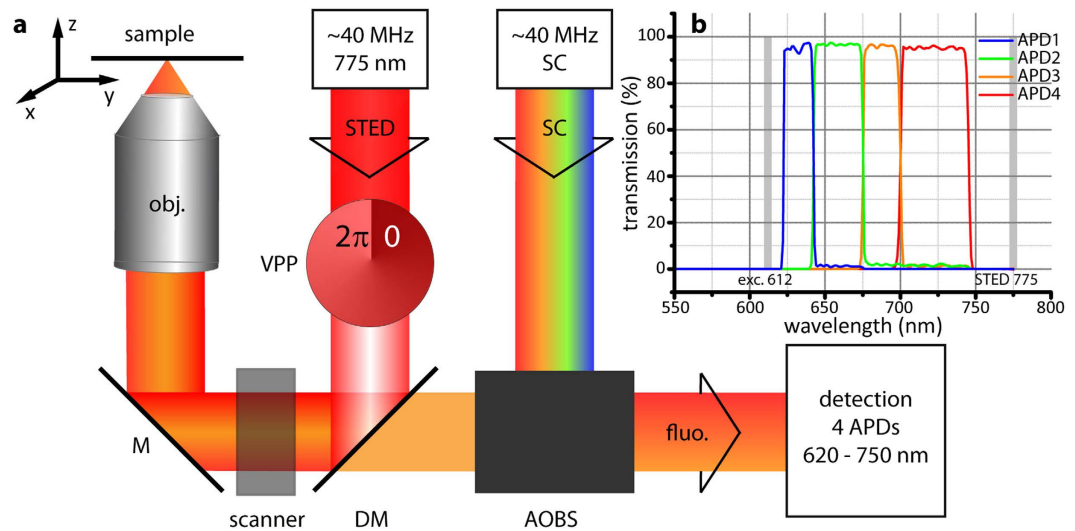 a
z
y
x
sample
obj.
M
scanner
~40 MHz
775 nm
STED
VPP
2π 0
DM
~40 MHz
SC
SC
AOBS
fluo.
detection
4 APDs
620 - 750 nm
b
transmission (%)
100
80
60
40
20
0
APD1
APD2
APD3
APD4
exc. 612
STED 775
550 600 650 700 750 800
wavelength (nm)